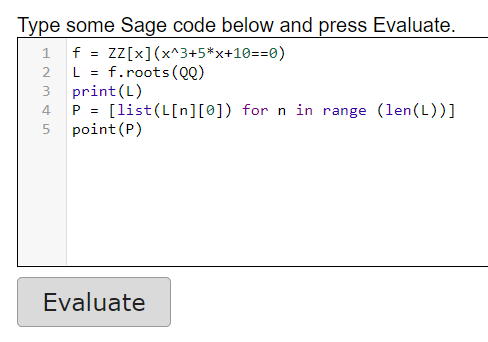 Type some Sage code below and press Evaluate.
1 f = ZZ[x](x^3+5*x+10==0)
2 L = f.roots(QQ)
3 print(L)
4 P = [list(L[n][0]) for n in range (len(L))]
5 point(P)
Evaluate